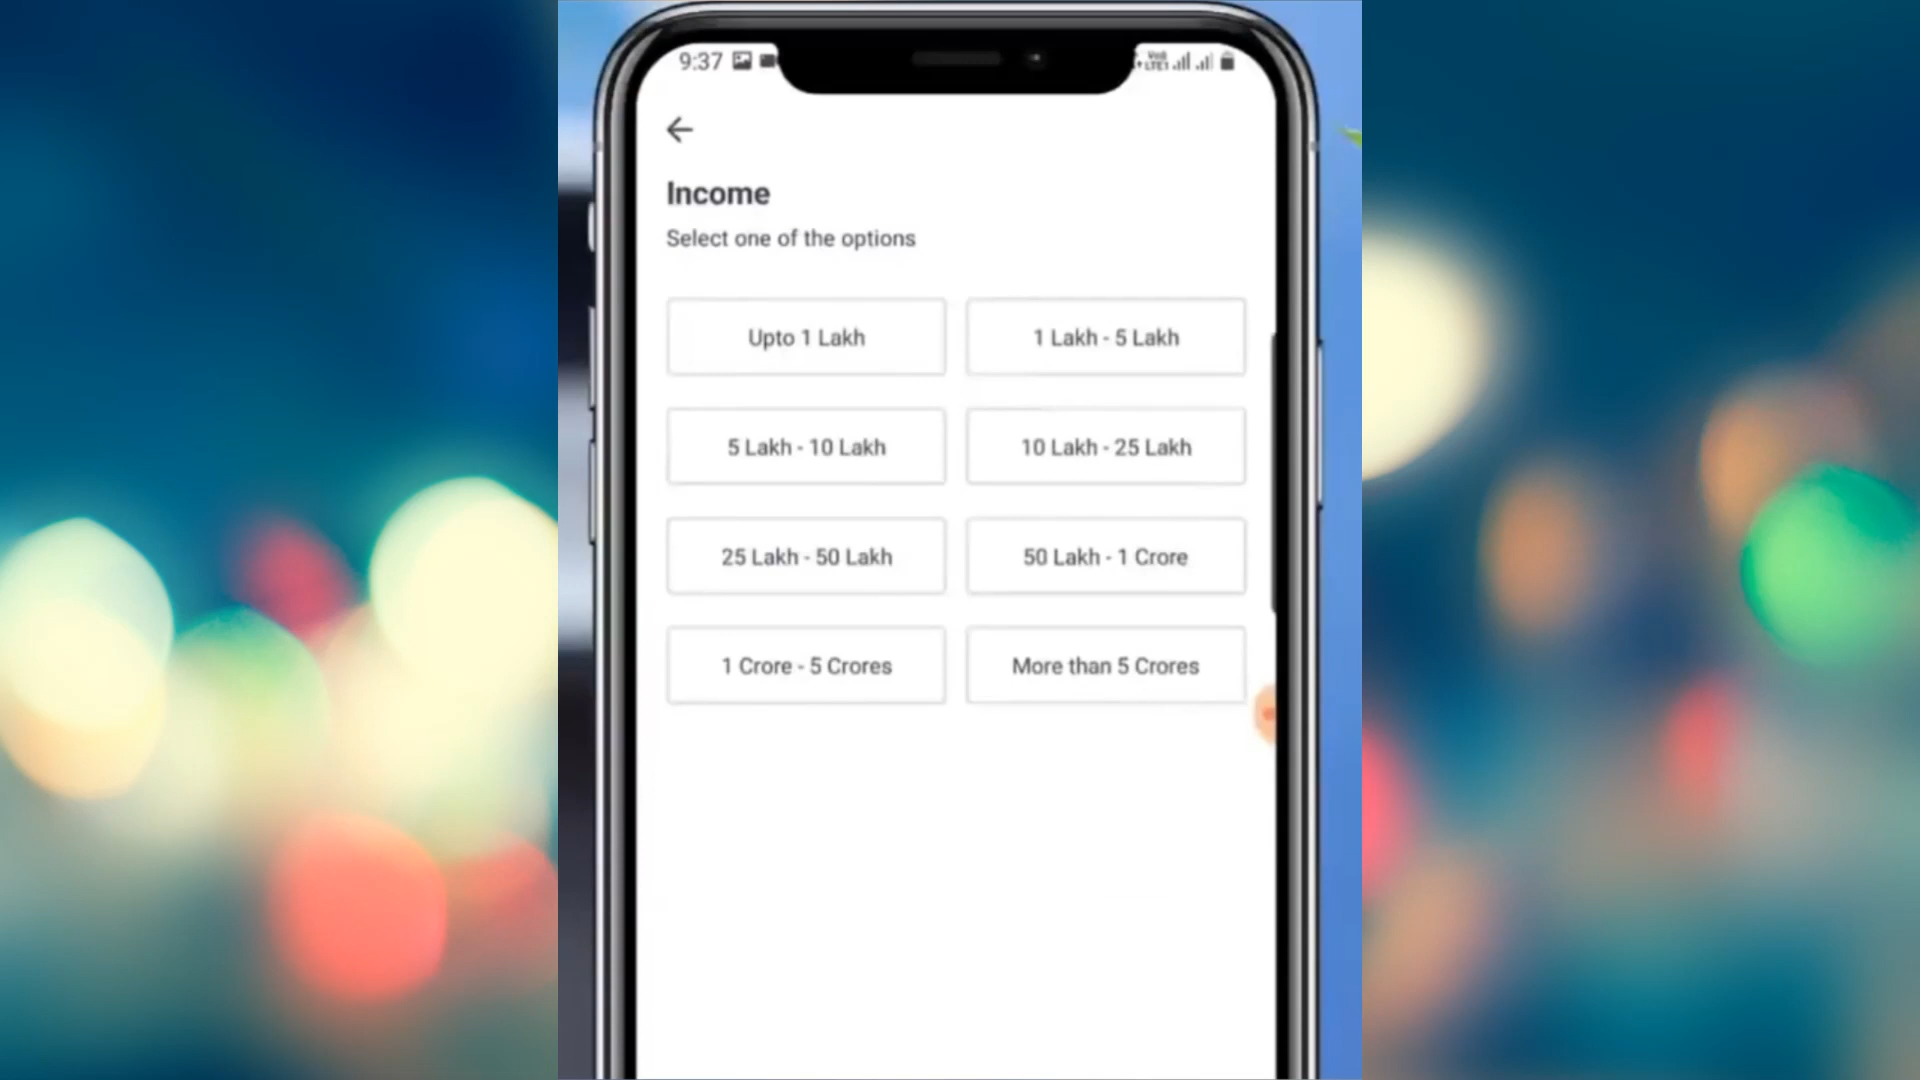 9:37
Income
Select one of the options
Upto 1 Lakh
1 Lakh - 5 Lakh
5 Lakh - 10 Lakh
10 Lakh - 25 Lakh
25 Lakh - 50 Lakh
50 Lakh - 1 Crore
1 Crore - 5 Crores
More than 5 Crores